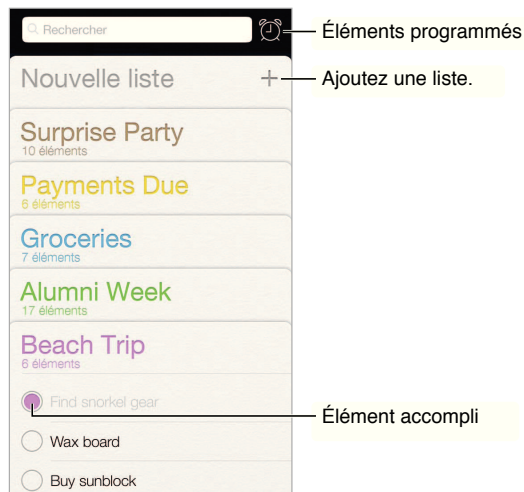 Rechercher
Éléments programmés
Nouvelle liste
Ajoutez une liste.
Surprise Party
10 éléments
Payments Due
6 éléments
Groceries
7 éléments
Alumni Week
17 éléments
Beach Trip
6 éléments
Find snorkel gear
Élément accompli
Wax board
Buy sunblock